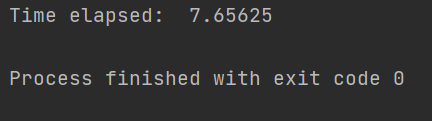 Time elapsed:  7.65625
Process finished with exit code 0